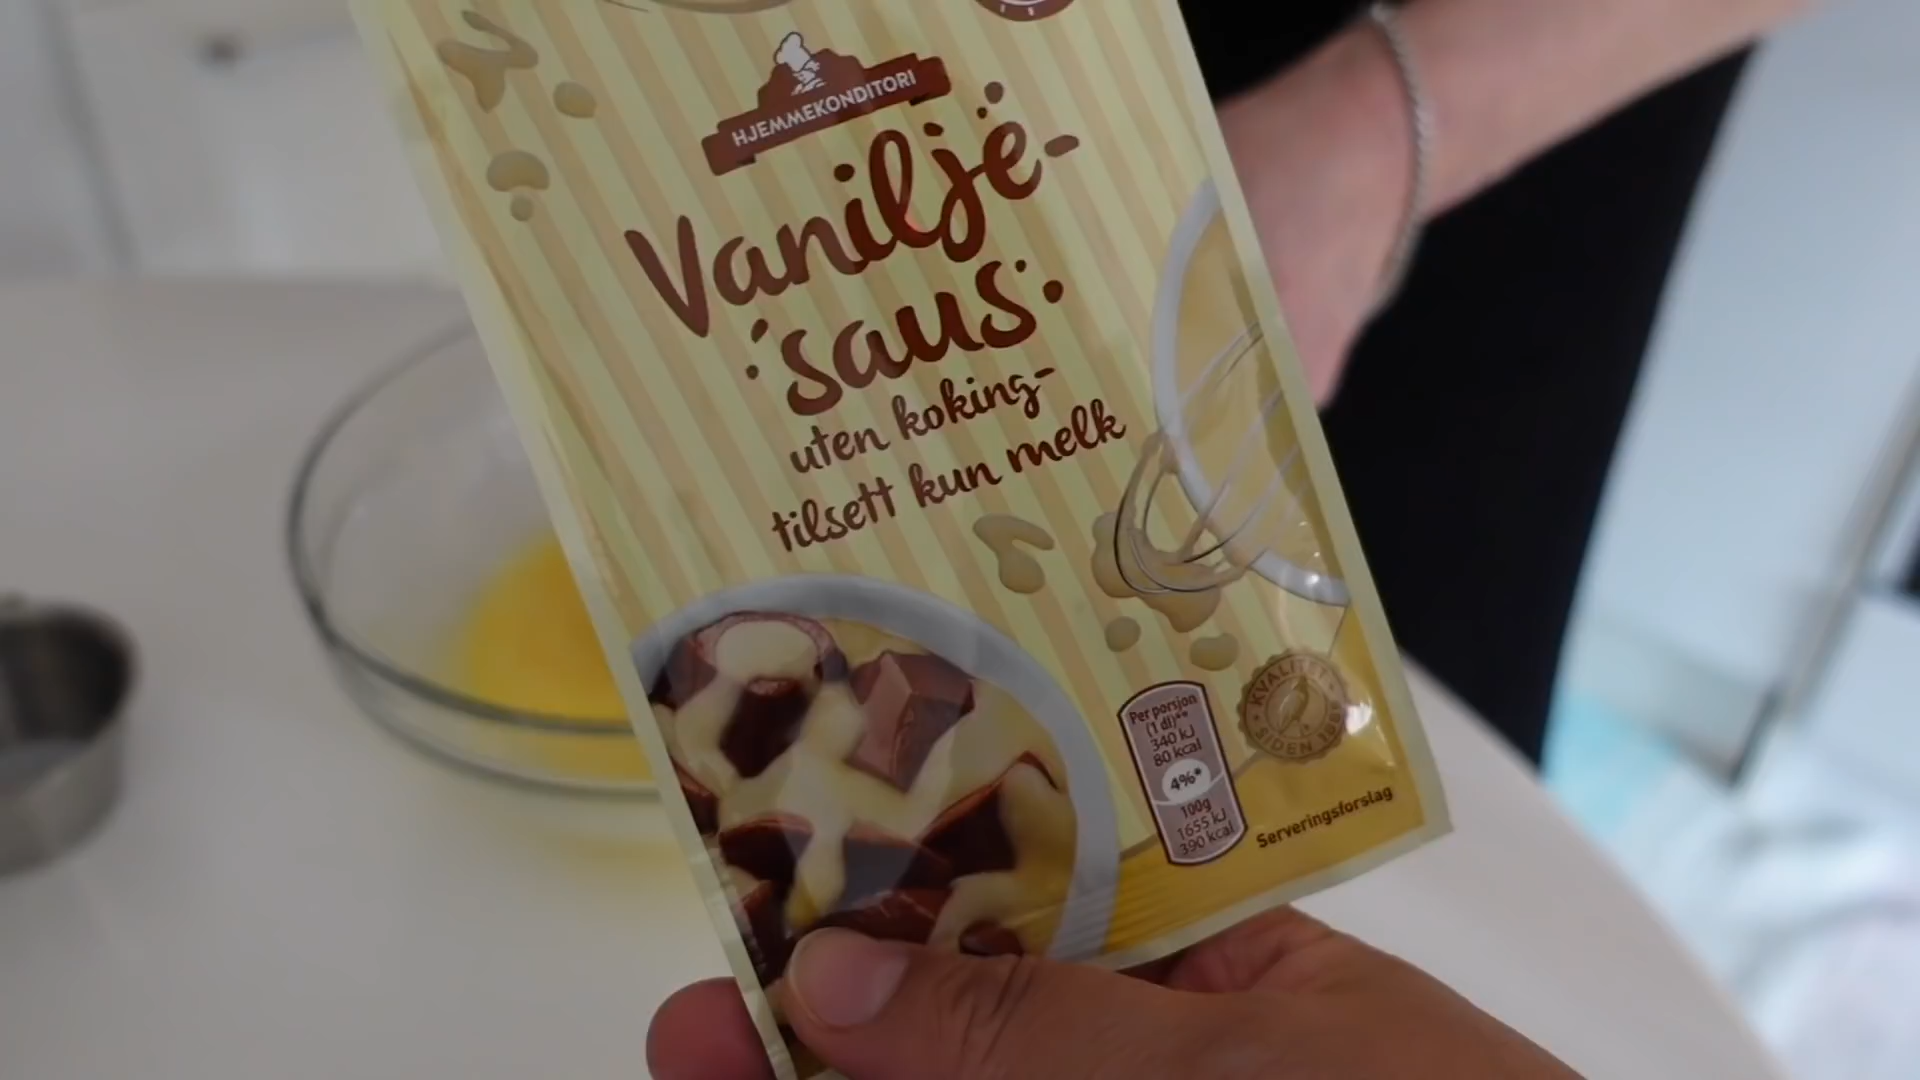 HJEMMEKONDITORI
Vanilje-
saus
uten koking-
tilsett kun melk
Per porsjon
(1 dl)**
340 kJ
80 kcal
4%*
100g
1655 kJ
390 kcal
KVALITET
SIDEN
Serveringsforslag